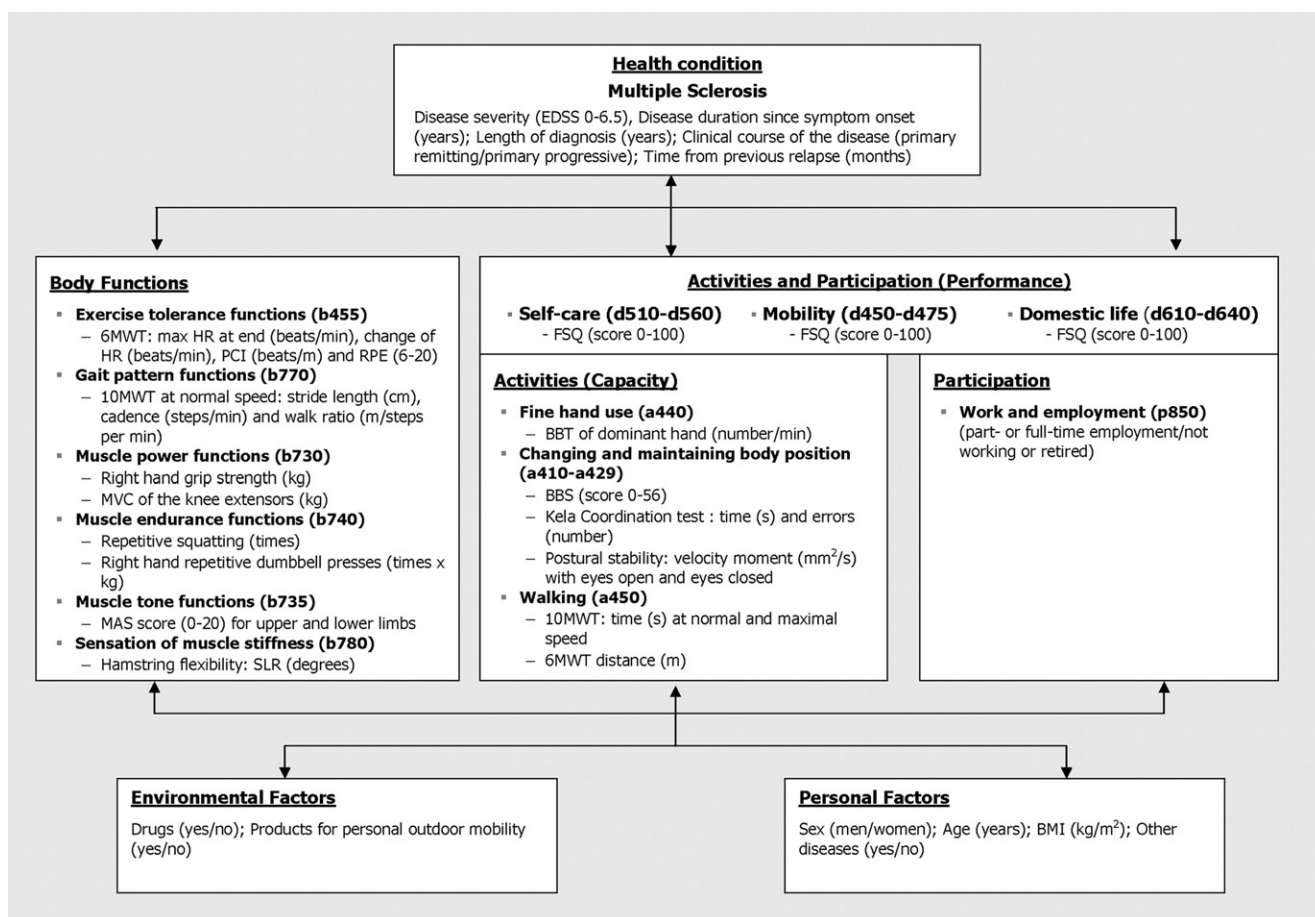 Health condition
Multiple Sclerosis
Disease severity (EDSS 0-6.5), Disease duration since symptom onset
(years); Length of diagnosis (years); Clinical course of the disease (primary
remitting/primary progressive); Time from previous relapse (months)
Body Functions
▪ Exercise tolerance functions (b455)
– 6MWT: max HR at end (beats/min), change of
HR (beats/min), PCI (beats/m) and RPE (6-20)
▪ Gait pattern functions (b770)
– 10MWT at normal speed: stride length (cm),
cadence (steps/min) and walk ratio (m/steps
per min)
▪ Muscle power functions (b730)
– Right hand grip strength (kg)
– MVC of the knee extensors (kg)
▪ Muscle endurance functions (b740)
– Repetitive squatting (times)
– Right hand repetitive dumbbell presses (times x
kg)
▪ Muscle tone functions (b735)
– MAS score (0-20) for upper and lower limbs
▪ Sensation of muscle stiffness (b780)
– Hamstring flexibility: SLR (degrees)
Activities and Participation (Performance)
▪ Self-care (d510-d560)
- FSQ (score 0-100)
▪ Mobility (d450-d475)
- FSQ (score 0-100)
▪ Domestic life (d610-d640)
- FSQ (score 0-100)
Activities (Capacity)
▪ Fine hand use (a440)
– BBT of dominant hand (number/min)
▪ Changing and maintaining body position
(a410-a429)
– BBS (score 0-56)
– Kela Coordination test : time (s) and errors
(number)
– Postural stability: velocity moment (mm²/s)
with eyes open and eyes closed
▪ Walking (a450)
– 10MWT: time (s) at normal and maximal
speed
– 6MWT distance (m)
Participation
▪ Work and employment (p850)
(part- or full-time employment/not
working or retired)
Environmental Factors
Drugs (yes/no); Products for personal outdoor mobility
(yes/no)
Personal Factors
Sex (men/women); Age (years); BMI (kg/m²); Other
diseases (yes/no)